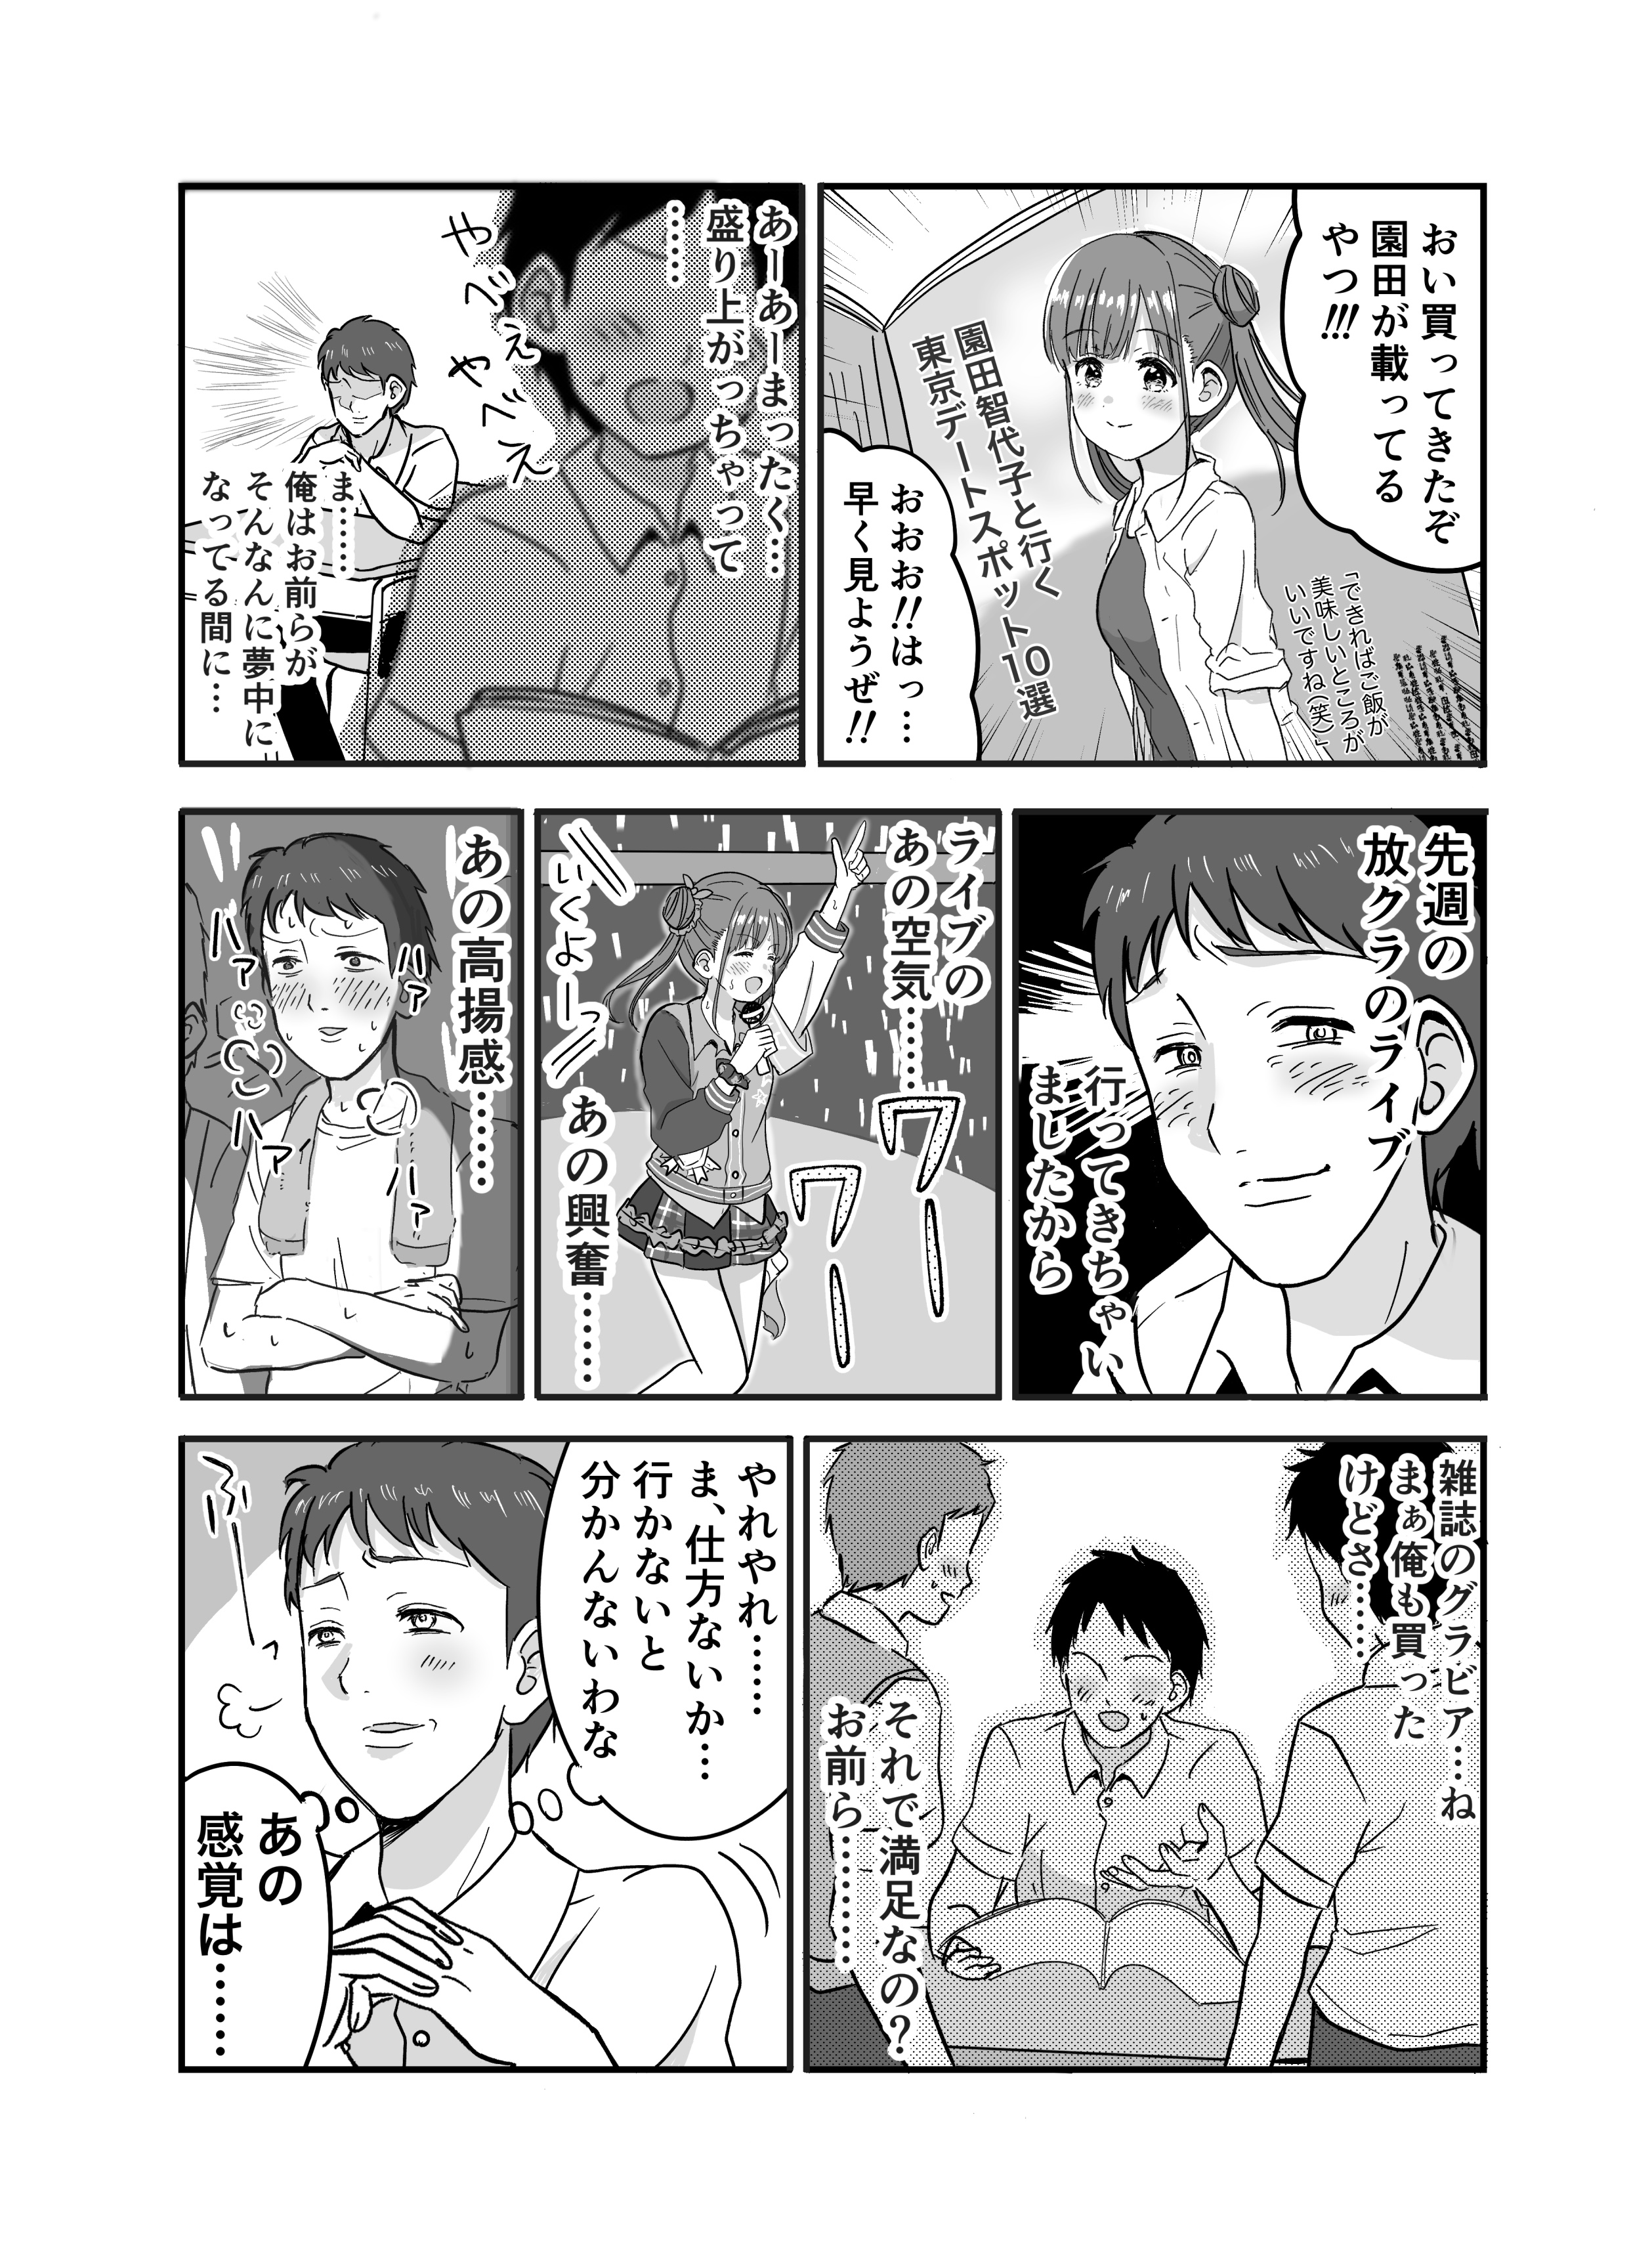 おい買ってきたぞ
園田が載ってる
やつ!!!
園田智代子と行く
東京デートスポット10選
「できればご飯が
美味しいところが
いいですね(笑)」
おおお!!はっ…
早く見ようぜ!!
あーあーまったく…
盛り上がっちゃって
……
やべぇ
やべぇ
ま……
俺はお前らが
そんなんに夢中に
なってる間に…
先週の
放クラのライブ
行ってきちゃい
ましたから
ライブの
あの空気……
ワー
ワー
いくよーっ
あの興奮……
あの高揚感……
ハァ
ハァ
ハァ
ハァ
雑誌のグラビア…ね
まぁ俺も買った
けどさ……
それで満足なの?
お前ら………
やれやれ……
ま、仕方ないか…
行かないと
分かんないわな
ふーっ
あの
感覚は……